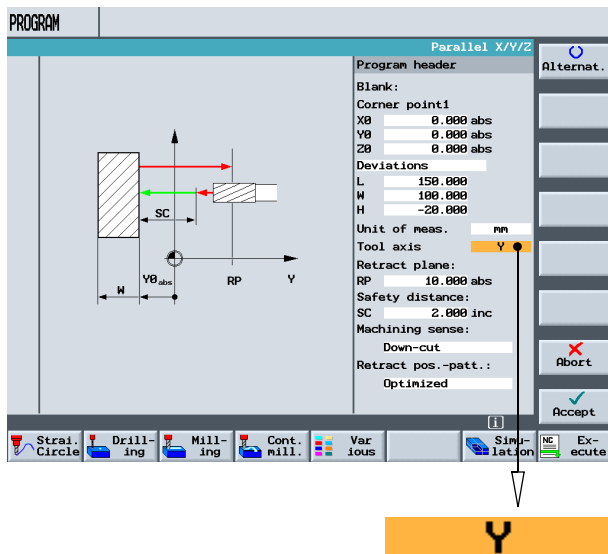 PROGRAM
Parallel X/Y/Z
Program header
Alternat.
Blank:
Corner point1
X0 0.000 abs
Y0 0.000 abs
Z0 0.000 abs
Deviations
L 150.000
W 100.000
H -20.000
Unit of meas. mm
Tool axis Y
Retract plane:
RP 10.000 abs
Safety distance:
SC 2.000 inc
Machining sense:
Down-cut
Retract pos.-patt.:
Optimized
SC
Y0abs RP Y
W
Abort
Accept
i
Strai. Circle
Drill- ing
Mill- ing
Cont. mill.
Var ious
Simu- lation
NC Ex- ecute
Y